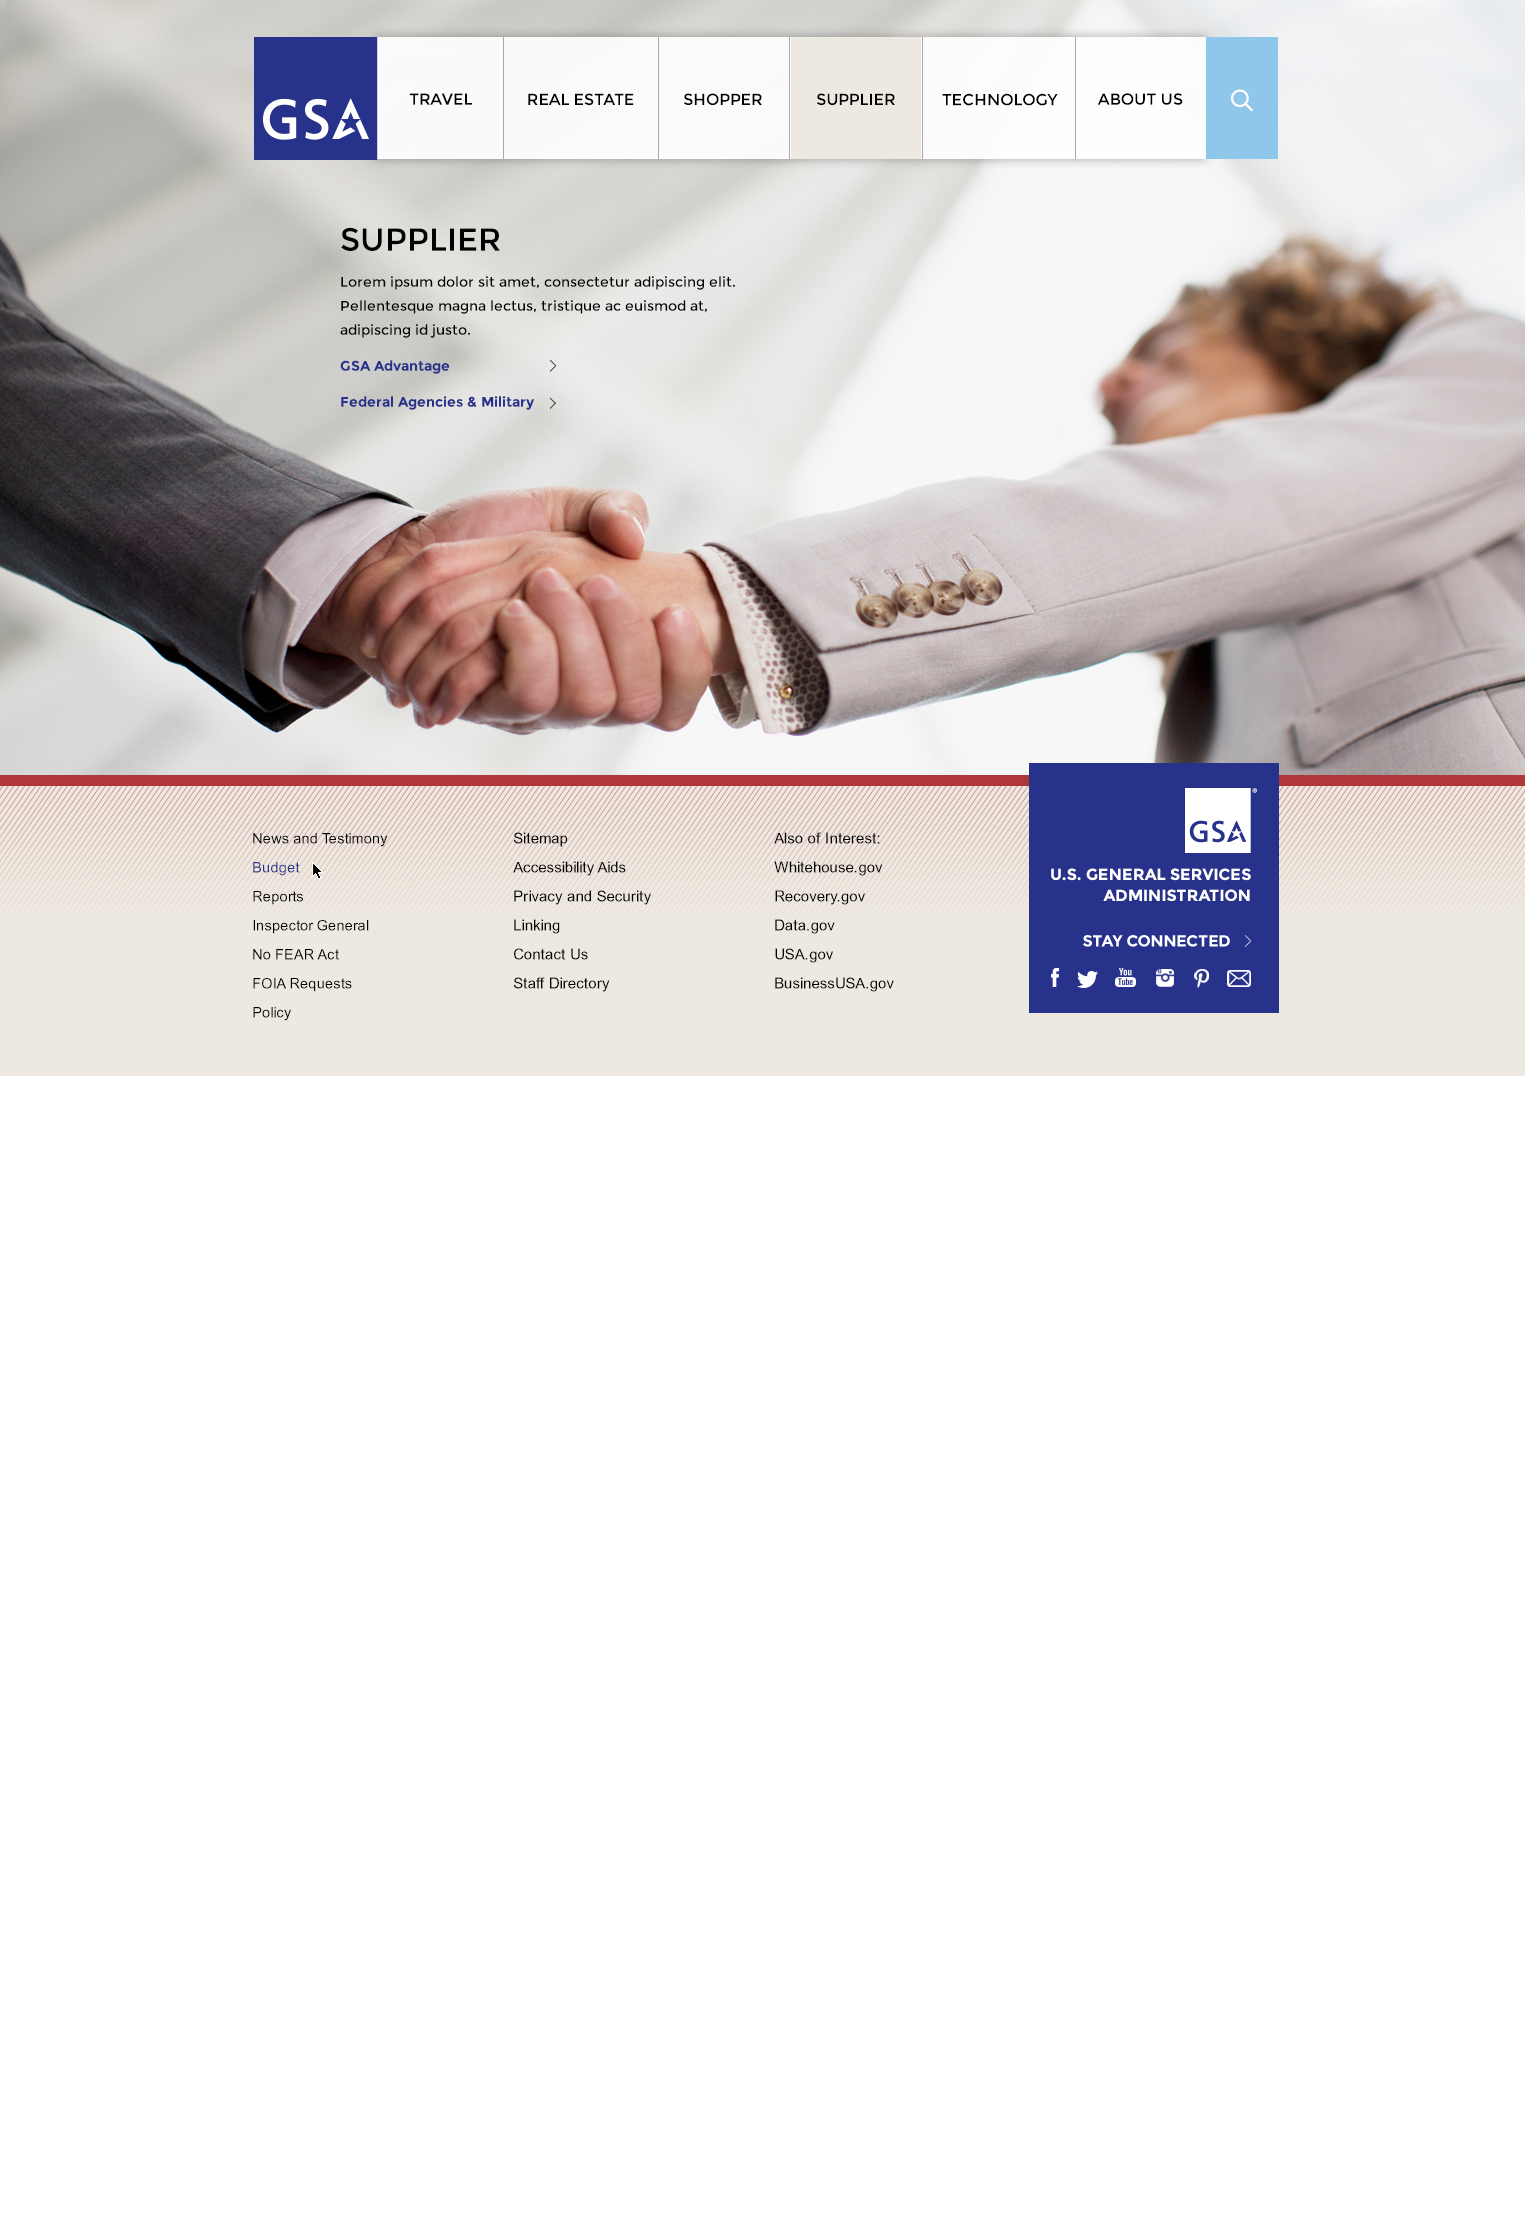 GSA
TRAVEL
REAL ESTATE
SHOPPER
SUPPLIER
TECHNOLOGY
ABOUT US
SUPPLIER
Lorem ipsum dolor sit amet, consectetur adipiscing elit.
Pellentesque magna lectus, tristique ac euismod at,
adipiscing id justo.
GSA Advantage
Federal Agencies & Military
News and Testimony
Budget
Reports
Inspector General
No FEAR Act
FOIA Requests
Policy
Sitemap
Accessibility Aids
Privacy and Security
Linking
Contact Us
Staff Directory
Also of Interest:
Whitehouse.gov
Recovery.gov
Data.gov
USA.gov
BusinessUSA.gov
GSA®
U.S. GENERAL SERVICES
ADMINISTRATION
STAY CONNECTED
You
Tube